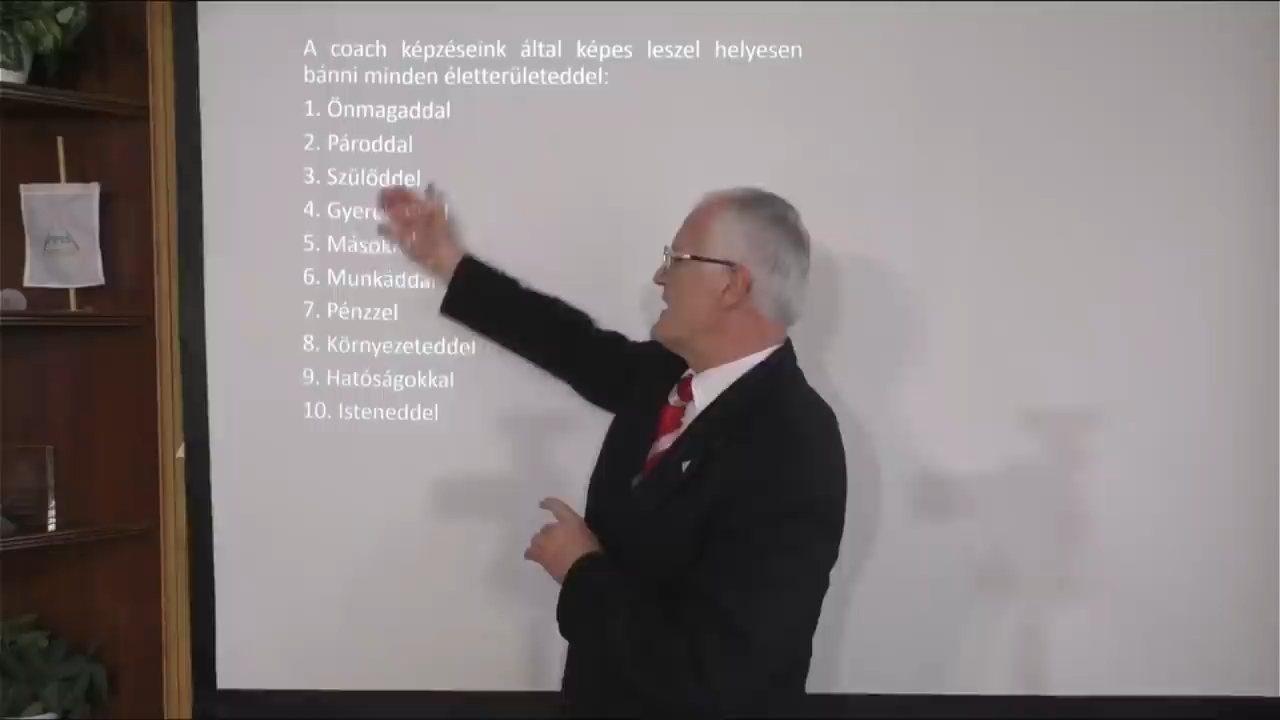 A coach képzéseink által képes leszel helyesen
bánni minden életterületeddel:
1. Önmagaddal
2. Pároddal
3. Szülőddel
4.
5.
6. Munkáddal
7. Pénzzel
8. Környezeteddel
9. Hatóságokkal
10. Isteneddel